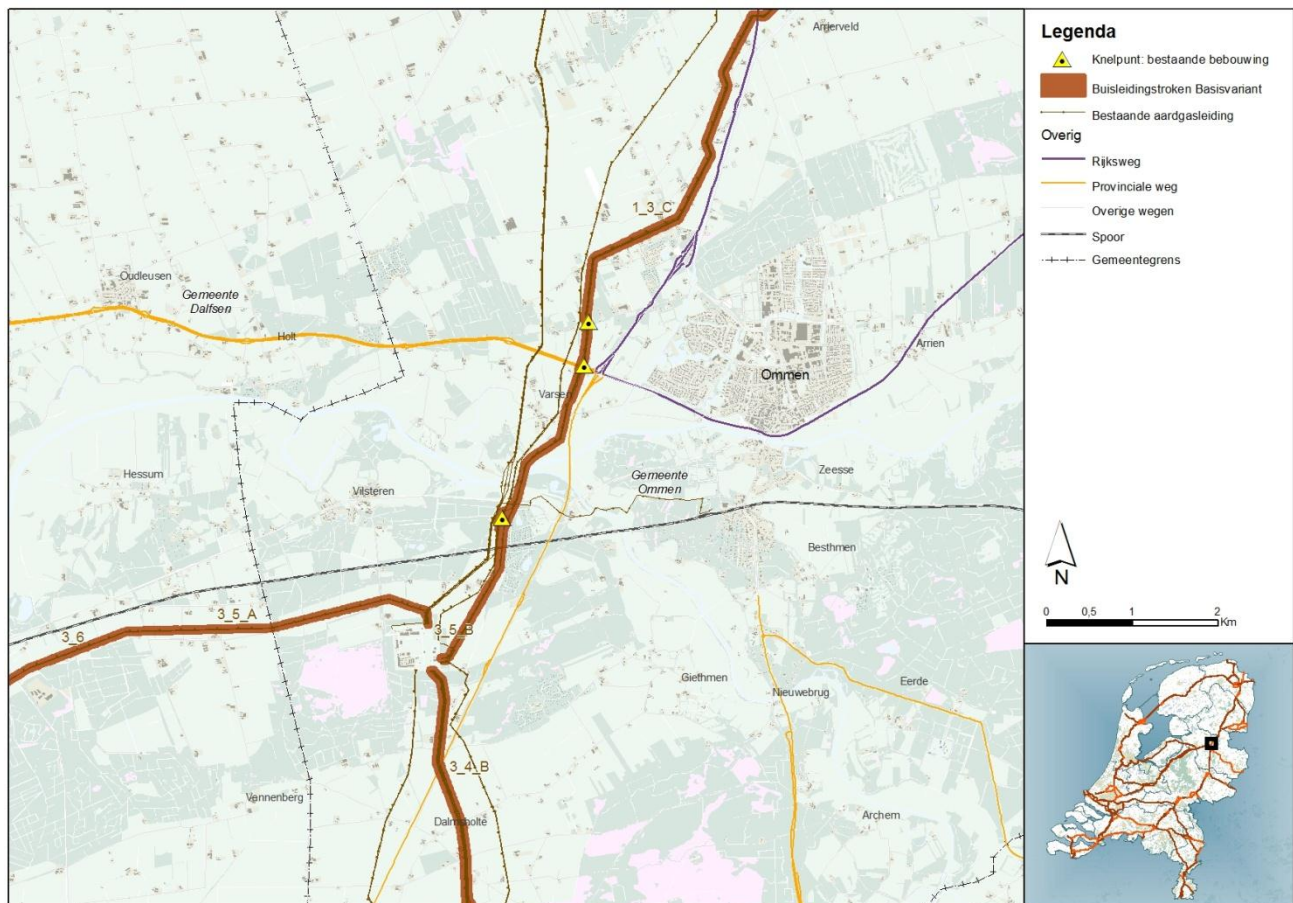 Arrierveld
1_3_C
Oudleusen
Gemeente
Dalfsen
Holt
Arrien
Ommen
Varsen
Hessum
Vilsteren
Gemeente
Ommen
Zeesse
Besthmen
3_5_A
3_6
3_5_B
Giethmen
Nieuwebrug
Eerde
3_4_B
Vennenberg
Dalmsholte
Archem
Legenda
Knelpunt: bestaande bebouwing
Buisleidingstroken Basisvariant
Bestaande aardgasleiding
Overig
Rijksweg
Provinciale weg
Overige wegen
Spoor
Gemeentegrens
N
0 0,5 1 2
Km